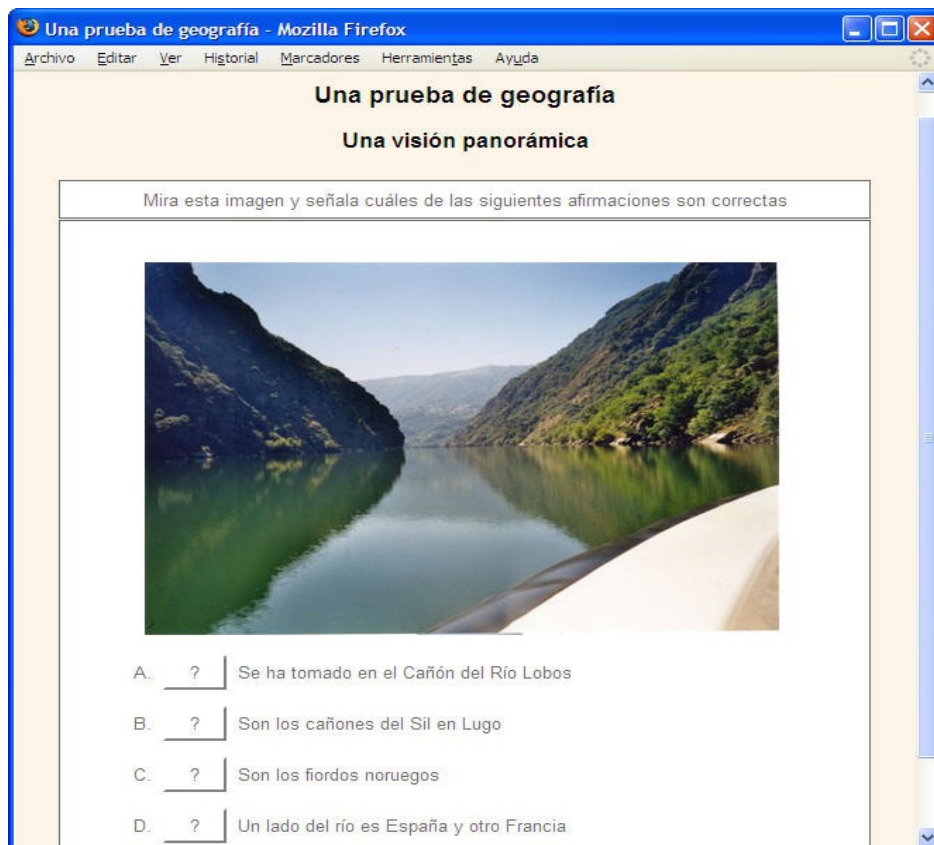 Una prueba de geografía - Mozilla Firefox
Archivo Editar Ver Historial Marcadores Herramientas Ayuda
Una prueba de geografía
Una visión panorámica
Mira esta imagen y señala cuáles de las siguientes afirmaciones son correctas
A. ? Se ha tomado en el Cañón del Río Lobos
B. ? Son los cañones del Sil en Lugo
C. ? Son los fiordos noruegos
D. ? Un lado del río es España y otro Francia